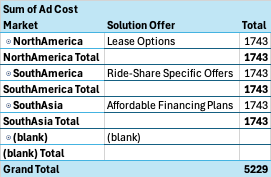 Sum of Ad Cost
Market Solution Offer Total
NorthAmerica Lease Options 1743
NorthAmerica Total 1743
SouthAmerica Ride-Share Specific Offers 1743
SouthAmerica Total 1743
SouthAsia Affordable Financing Plans 1743
SouthAsia Total 1743
(blank) (blank)
(blank) Total
Grand Total 5229